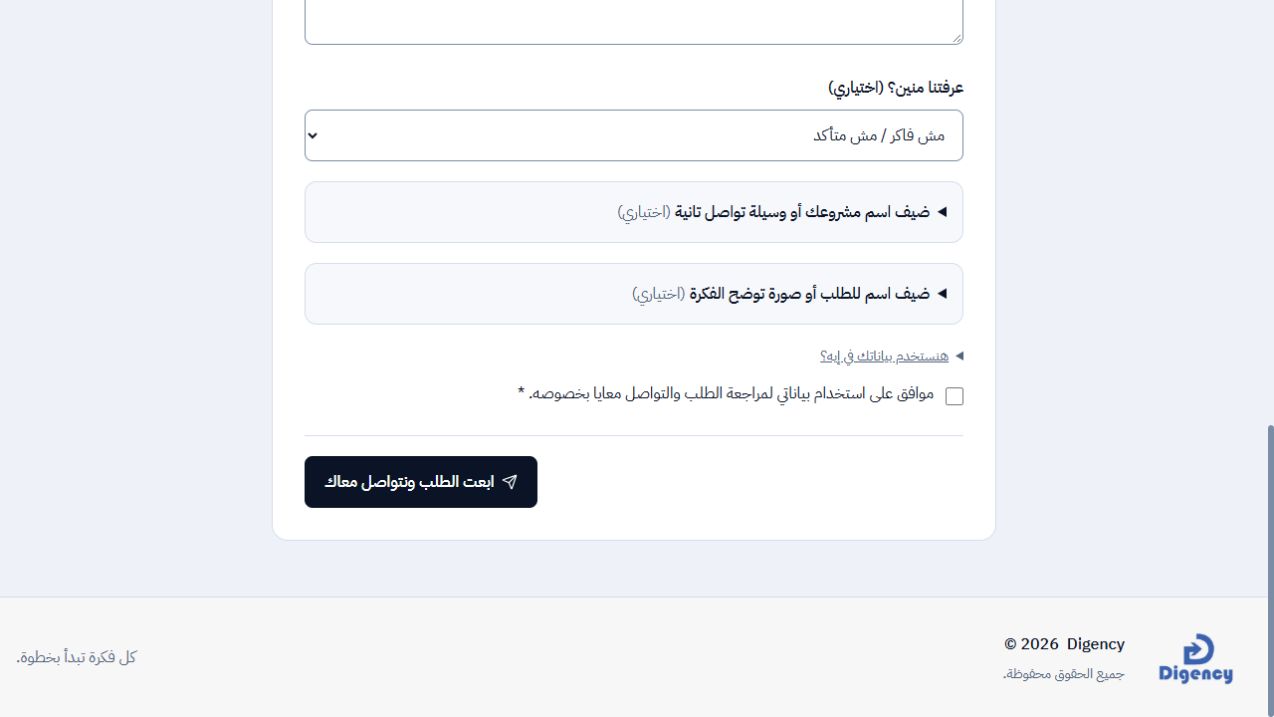 عرفتنا منين؟ (اختياري)
مش فاكر / مش متأكد
ضيف اسم مشروعك أو وسيلة تواصل تانية (اختياري)
ضيف اسم للطلب أو صورة توضح الفكرة (اختياري)
هنستخدم بياناتك في إيه؟
موافق على استخدام بياناتي لمراجعة الطلب والتواصل معايا بخصوصه. *
ابعت الطلب ونتواصل معاك
Digency
© 2026 Digency
جميع الحقوق محفوظة.
كل فكرة تبدأ بخطوة.